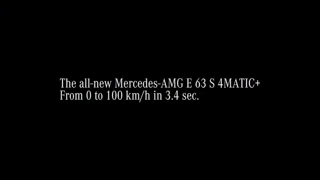 The all-new Mercedes-AMG E 63 S 4MATIC+
From 0 to 100 km/h in 3.4 sec.